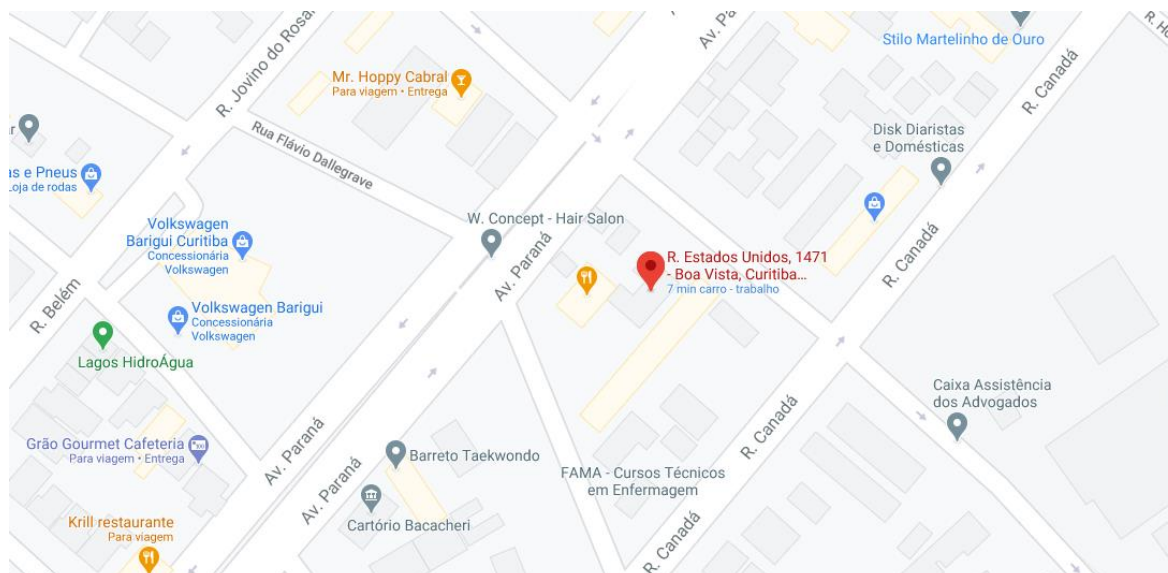 R. Jovino do Rosar
Av. P
R. Canadá
R. He
Stilo Martelinho de Ouro
Mr. Hoppy Cabral
Para viagem • Entrega
Disk Diaristas
e Domésticas
ar
as e Pneus
Loja de rodas
Rua Flávio Dallegrave
Volkswagen
Barigui Curitiba
Concessionária
Volkswagen
W. Concept - Hair Salon
Av. Paraná
R. Estados Unidos, 1471
- Boa Vista, Curitiba...
7 min carro - trabalho
R. Canadá
R. Belém
Volkswagen Barigui
Concessionária
Volkswagen
Lagos HidroÁgua
Caixa Assistência
dos Advogados
R. Canadá
Grão Gourmet Cafeteria
Para viagem • Entrega
Av. Paraná
Av. Paraná
Barreto Taekwondo
FAMA - Cursos Técnicos
em Enfermagem
Cartório Bacacheri
Krill restaurante
Para viagem
R. Canadá